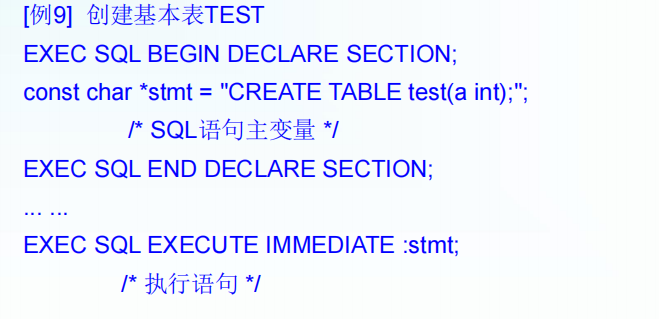 [例9] 创建基本表TEST
EXEC SQL BEGIN DECLARE SECTION;
const char *stmt = "CREATE TABLE test(a int);";
/* SQL语句主变量 */
EXEC SQL END DECLARE SECTION;
... ...
EXEC SQL EXECUTE IMMEDIATE :stmt;
/* 执行语句 */